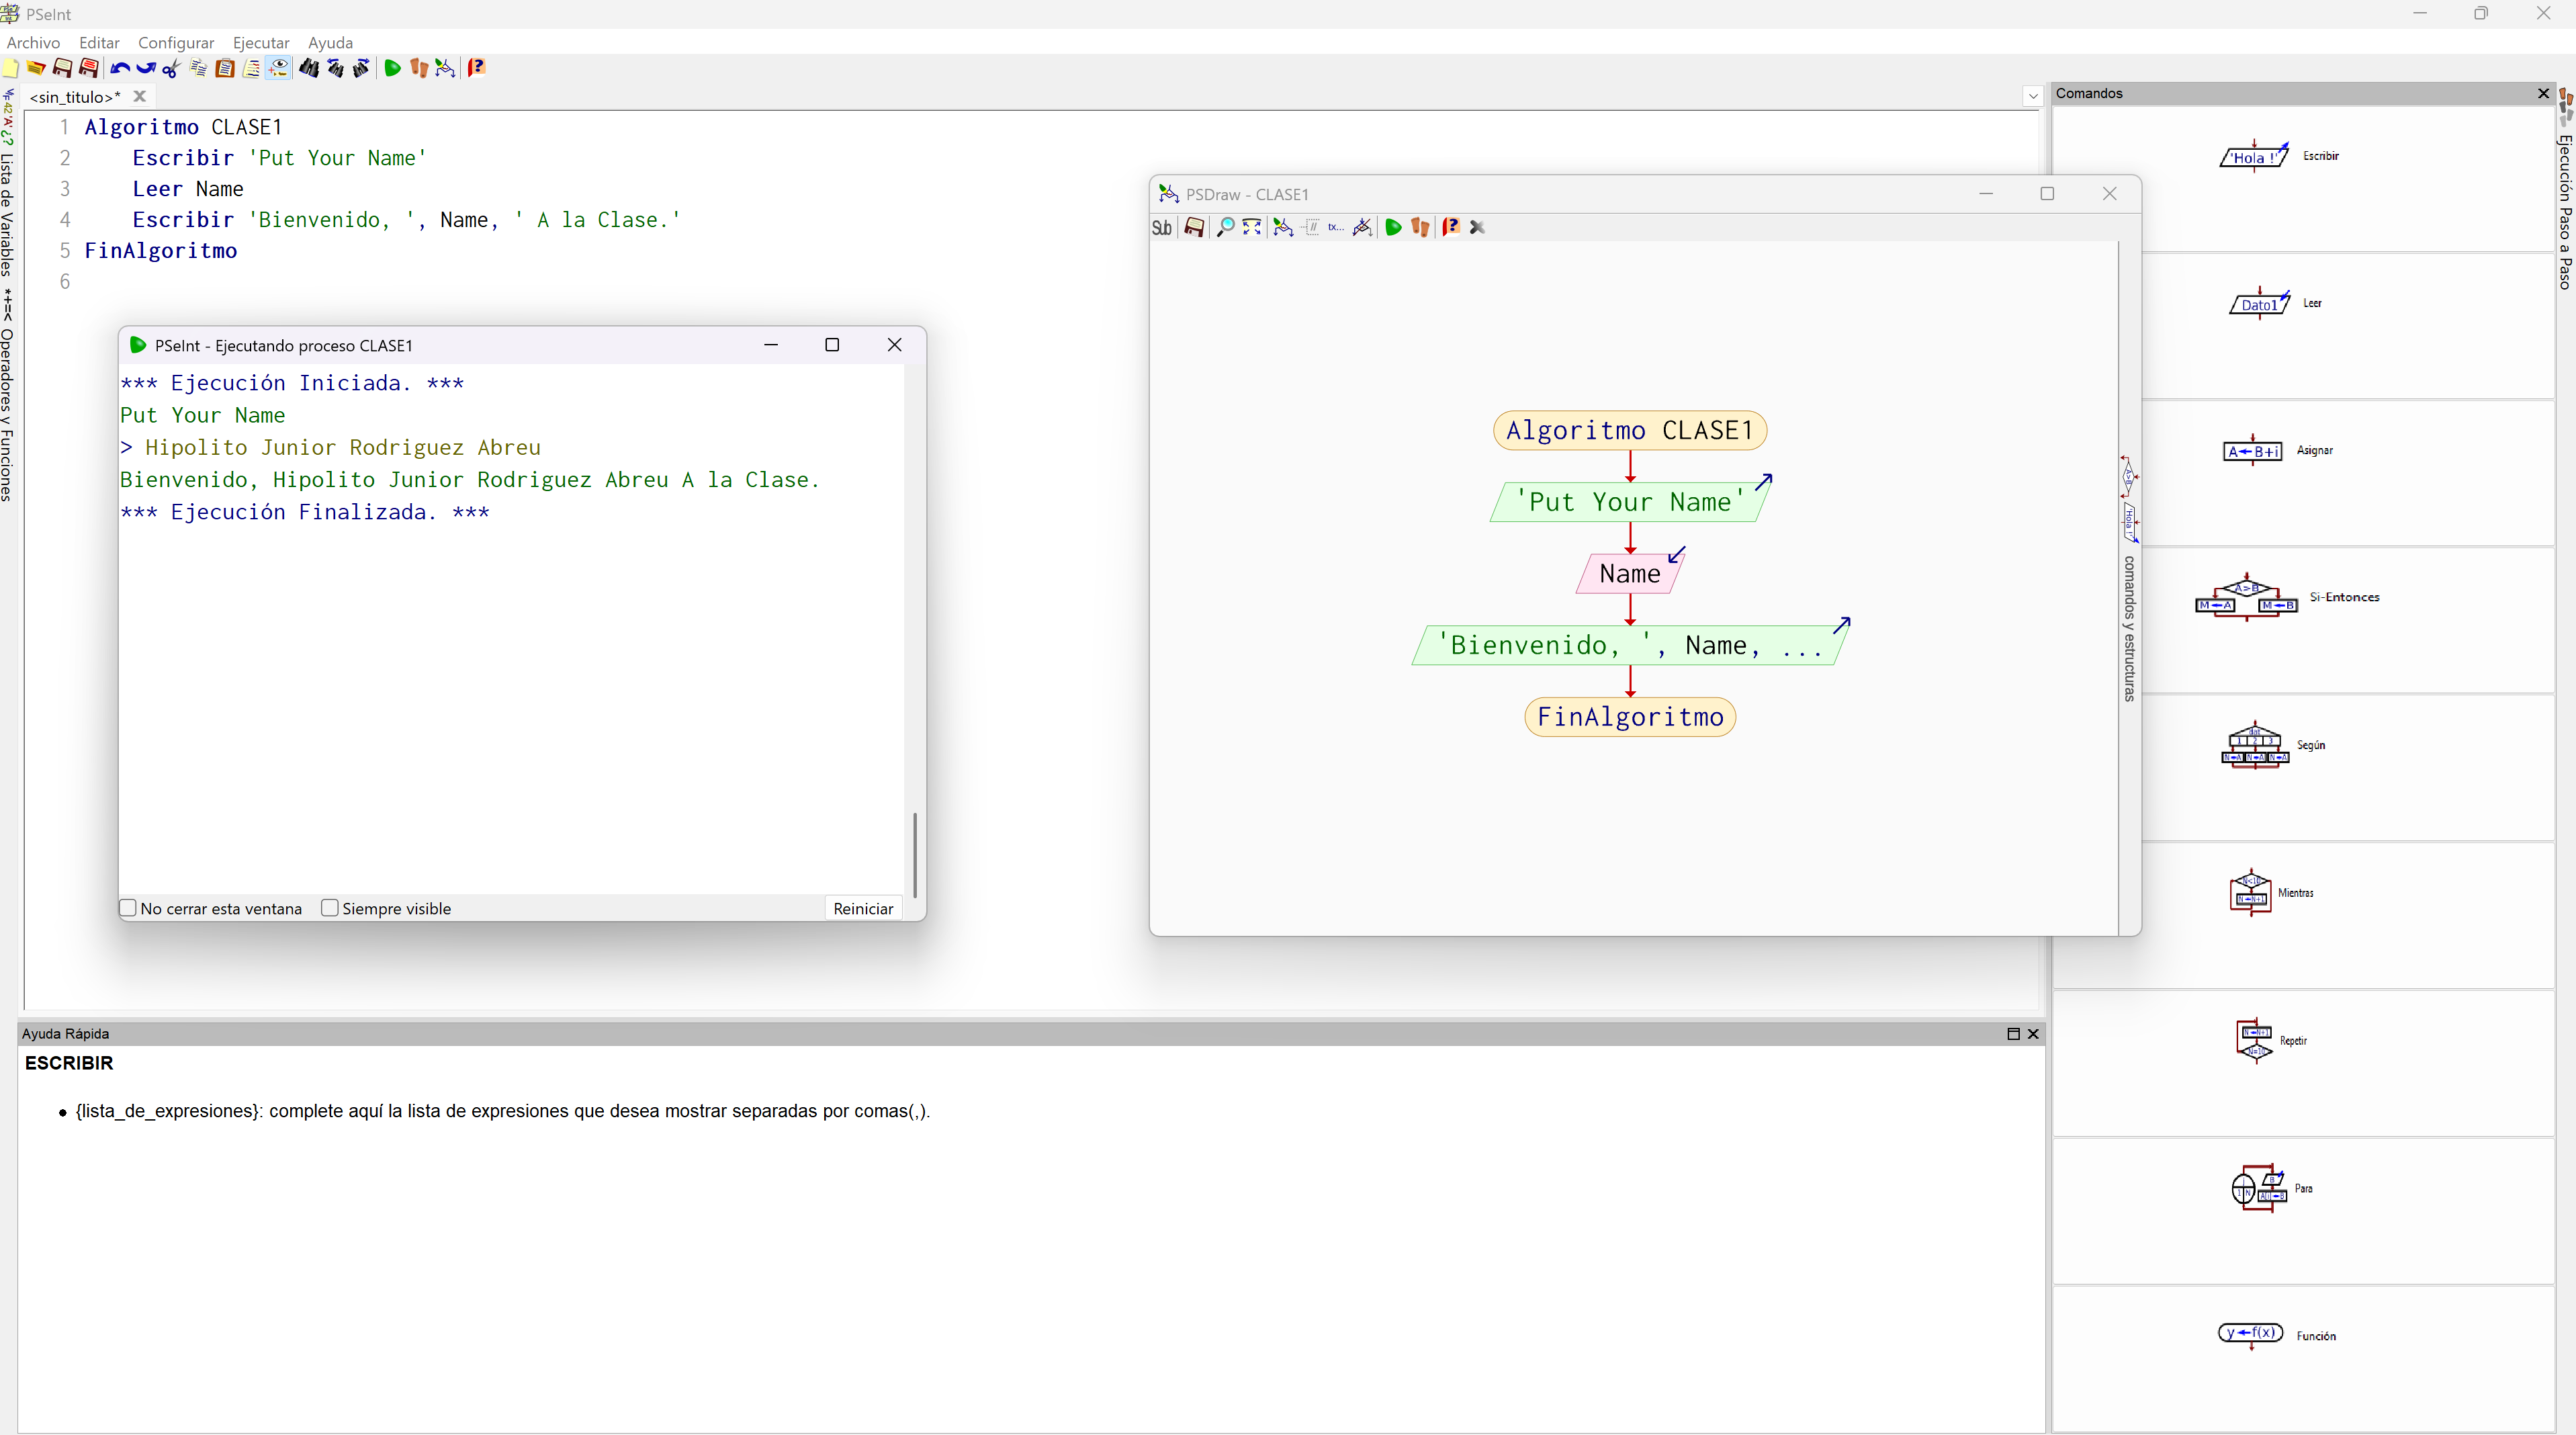 PSeInt
Archivo Editar Configurar Ejecutar Ayuda
<sin_titulo>*
1 Algoritmo CLASE1
2 Escribir 'Put Your Name'
3 Leer Name
4 Escribir 'Bienvenido, ', Name, ' A la Clase.'
5 FinAlgoritmo
6
Lista de Variables
*+=< Operadores y Funciones
PSeInt - Ejecutando proceso CLASE1
*** Ejecución Iniciada. ***
Put Your Name
> Hipolito Junior Rodriguez Abreu
Bienvenido, Hipolito Junior Rodriguez Abreu A la Clase.
*** Ejecución Finalizada. ***
No cerrar esta ventana Siempre visible Reiniciar
PSDraw - CLASE1
Sub
tx...
Algoritmo CLASE1
'Put Your Name'
Name
'Bienvenido, ', Name, ...
FinAlgoritmo
comandos y estructuras
Comandos
'Hola !' Escribir
Dato1 Leer
A←B+i Asignar
A>B
M←A M←B Si-Entonces
Según
Mientras
Repetir
Para
y←f(x) Función
Ejecución Paso a Paso
Ayuda Rápida
ESCRIBIR
• {lista_de_expresiones}: complete aquí la lista de expresiones que desea mostrar separadas por comas(,).